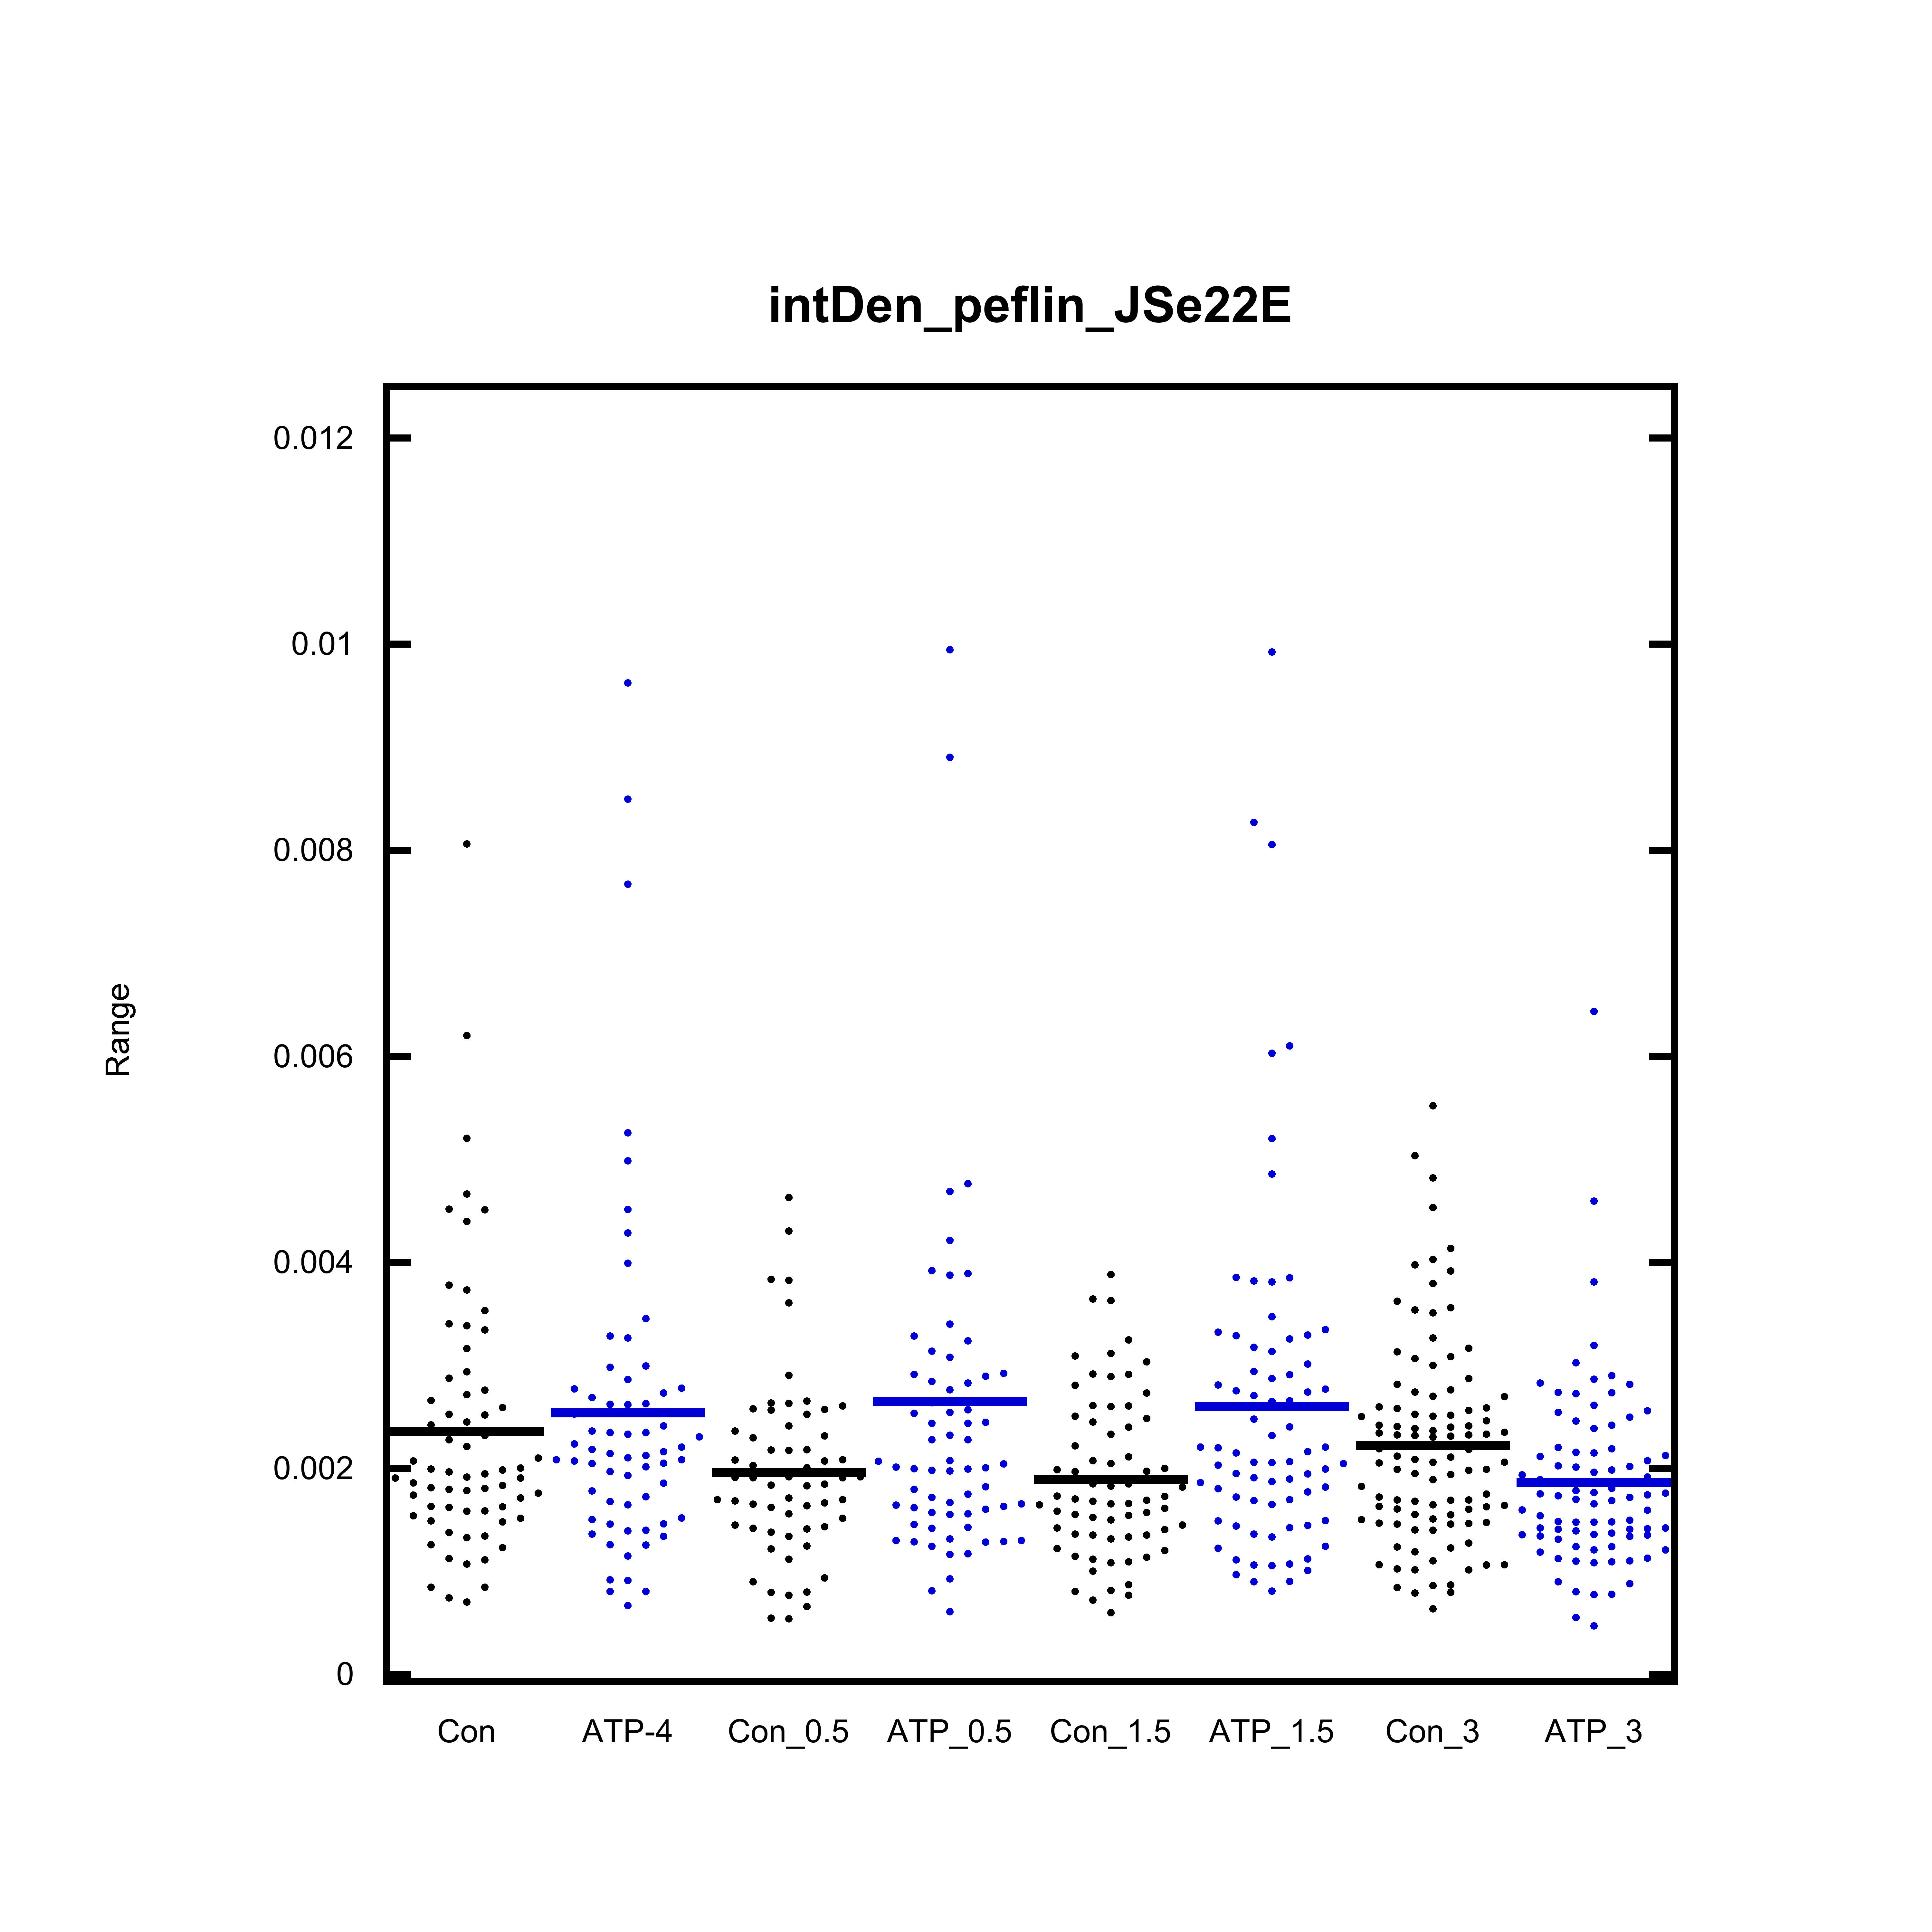 intDen_peflin_JSe22E
0.012
0.01
0.008
0.006
0.004
0.002
0
Range
Con ATP-4 Con_0.5 ATP_0.5 Con_1.5 ATP_1.5 Con_3 ATP_3